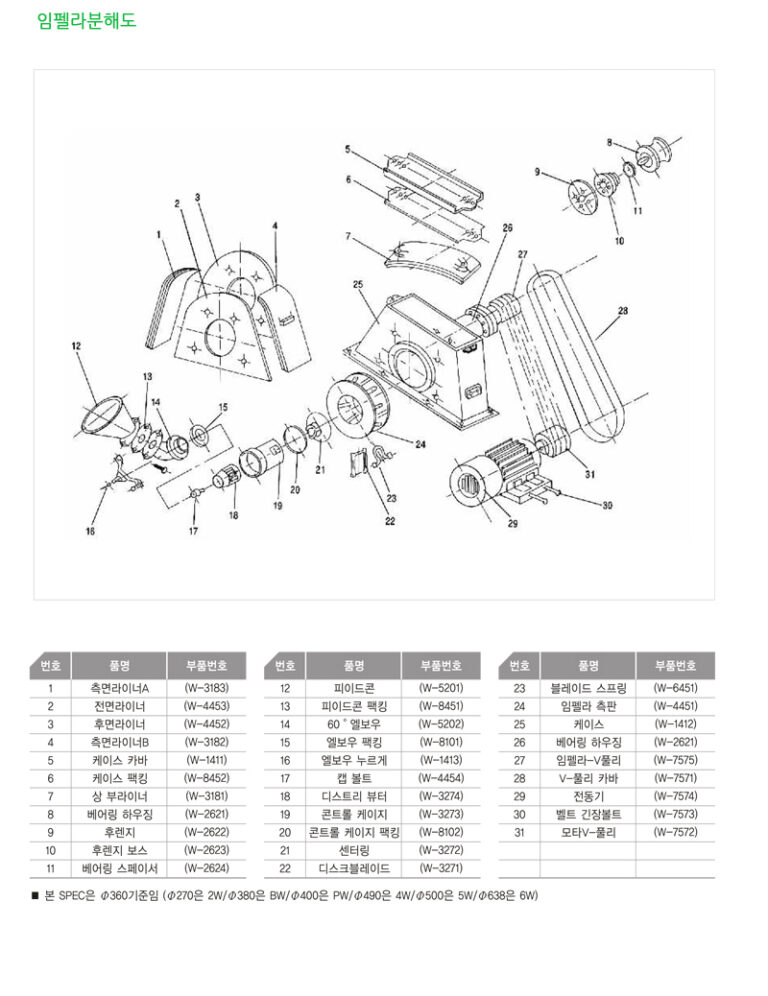 임펠라분해도
8
5
9
6
11
3
10
2
4
26
1
7
27
25
28
12
13
14
15
24
21
31
20
23
19
30
18
22
16
17
29
번호 품명 부품번호 번호 품명 부품번호 번호 품명 부품번호
1 측면라이너A (W-3183) 12 피이드콘 (W-5201) 23 블레이드 스프링 (W-6451)
2 전면라이너 (W-4453) 13 피이드콘 팩킹 (W-8451) 24 임펠라 측판 (W-4451)
3 후면라이너 (W-4452) 14 60˚엘보우 (W-5202) 25 케이스 (W-1412)
4 측면라이너B (W-3182) 15 엘보우 팩킹 (W-8101) 26 베어링 하우징 (W-2621)
5 케이스 카바 (W-1411) 16 엘보우 누르게 (W-1413) 27 임펠라-V풀리 (W-7575)
6 케이스 팩킹 (W-8452) 17 캡 볼트 (W-4454) 28 V-풀리 카바 (W-7571)
7 상 부라이너 (W-3181) 18 디스트리 뷰터 (W-3274) 29 전동기 (W-7574)
8 베어링 하우징 (W-2621) 19 콘트롤 케이지 (W-3273) 30 벨트 긴장볼트 (W-7573)
9 후렌지 (W-2622) 20 콘트롤 케이지 팩킹 (W-8102) 31 모타V-풀리 (W-7572)
10 후렌지 보스 (W-2623) 21 센터링 (W-3272)
11 베어링 스페이서 (W-2624) 22 디스크블레이드 (W-3271)
■ 본 SPEC은 Φ360기준임 (Φ270은 2W/Φ380은 BW/Φ400은 PW/Φ490은 4W/Φ500은 5W/Φ638은 6W)